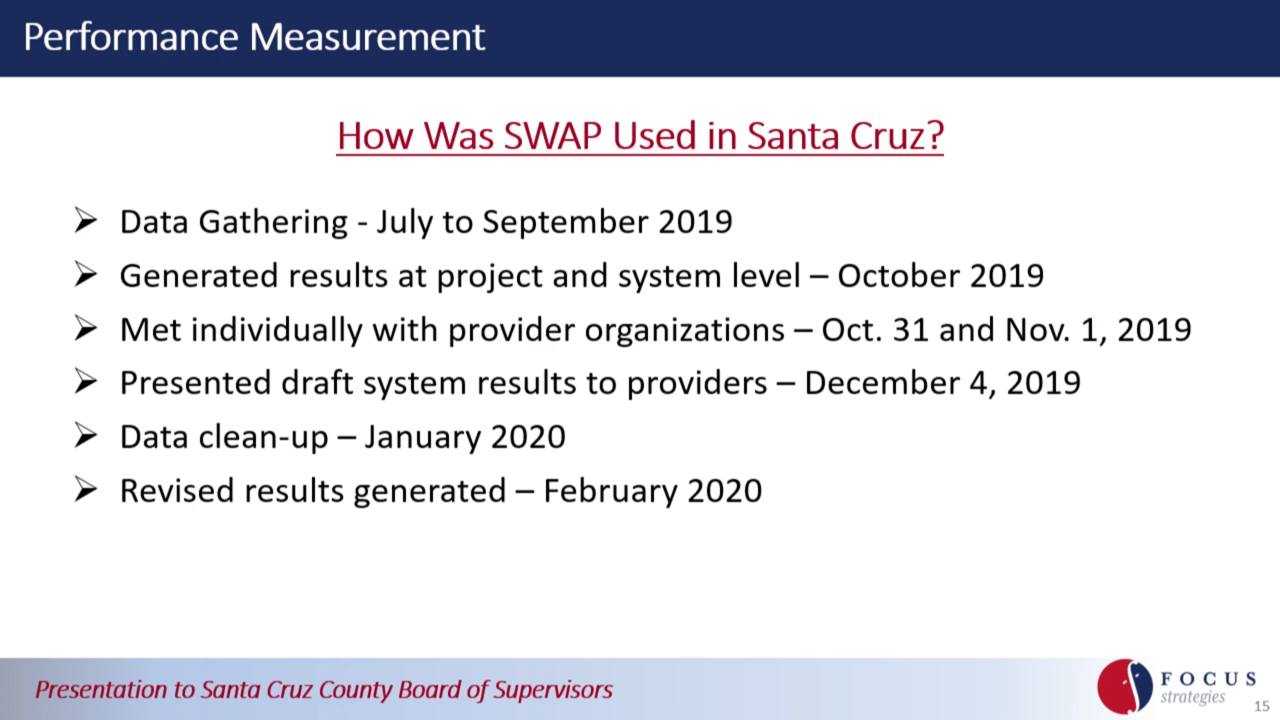 Performance Measurement
How Was SWAP Used in Santa Cruz?
➢ Data Gathering - July to September 2019
➢ Generated results at project and system level – October 2019
➢ Met individually with provider organizations – Oct. 31 and Nov. 1, 2019
➢ Presented draft system results to providers – December 4, 2019
➢ Data clean-up – January 2020
➢ Revised results generated – February 2020
Presentation to Santa Cruz County Board of Supervisors
FOCUS
strategies
15